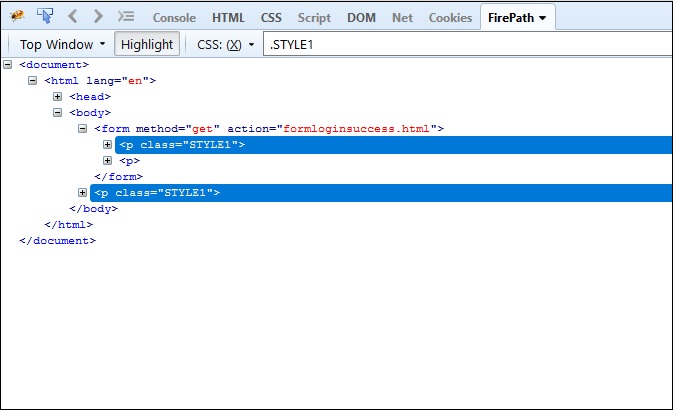 Console HTML CSS Script DOM Net Cookies FirePath
Top Window Highlight CSS: (X) .STYLE1
<document>
<html lang="en">
<head>
<body>
<form method="get" action="formloginsuccess.html">
<p class="STYLE1">
<p>
</form>
<p class="STYLE1">
</body>
</html>
</document>